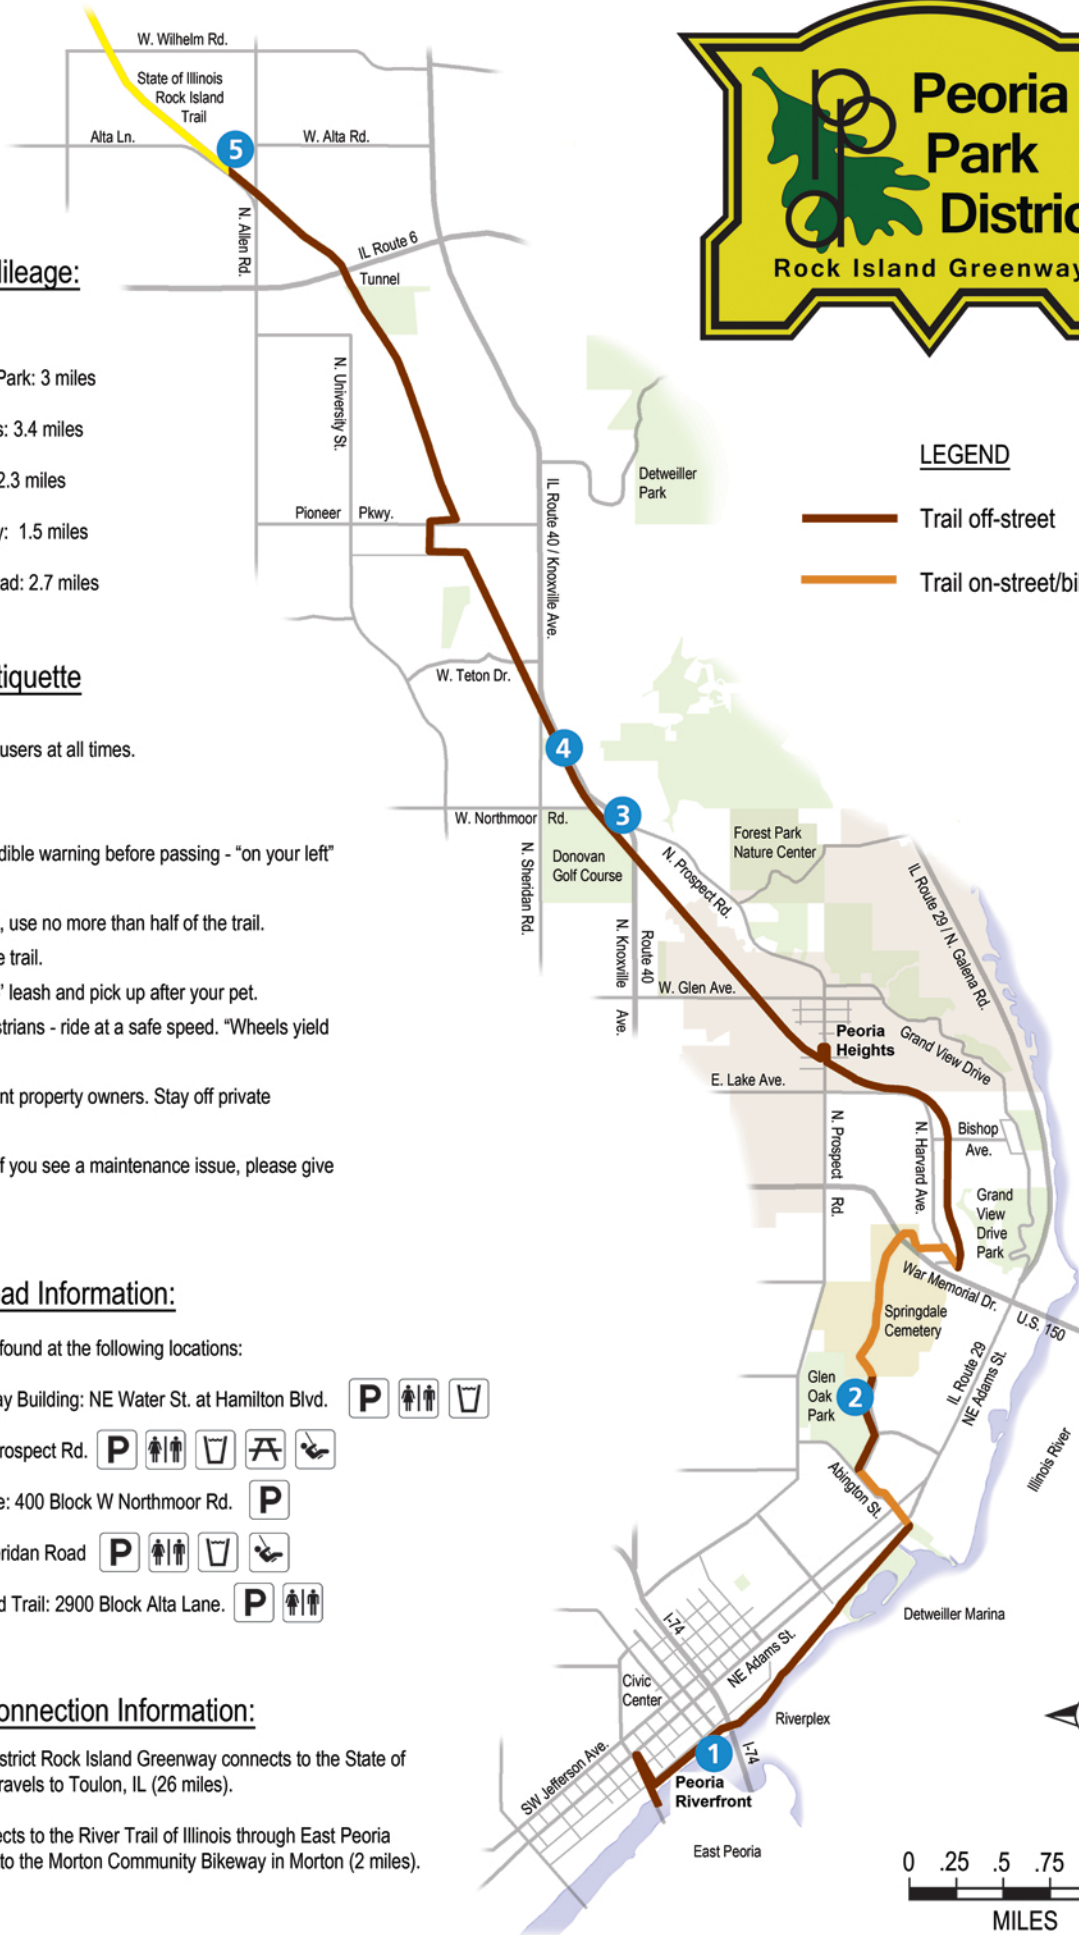 W. Wilhelm Rd.
State of Illinois
Rock Island
Trail
Alta Ln.
5
W. Alta Rd.
N. Allen Rd.
IL Route 6
Tunnel
Peoria
Park
Distric
Rock Island Greenway
ileage:
Park: 3 miles
s: 3.4 miles
2.3 miles
y: 1.5 miles
ad: 2.7 miles
N. University St.
Detweiller
Park
IL Route 40 / Knoxville Ave.
Pioneer Pkwy.
LEGEND
Trail off-street
Trail on-street/bi
tiquette
users at all times.
dible warning before passing - “on your left”
, use no more than half of the trail.
e trail.
’ leash and pick up after your pet.
strians - ride at a safe speed. “Wheels yield
nt property owners. Stay off private
f you see a maintenance issue, please give
W. Teton Dr.
4
3
W. Northmoor Rd.
N. Sheridan Rd.
Donovan
Golf Course
N. Prospect Rd.
Forest Park
Nature Center
IL Route 29 / N. Galena Rd.
N. Knoxville Ave.
Route 40
W. Glen Ave.
Peoria
Heights
Grand View Drive
E. Lake Ave.
N. Prospect Rd.
N. Harvard Ave.
Bishop
Ave.
Grand
View
Drive
Park
War Memorial Dr.
U.S. 150
Springdale
Cemetery
Glen
Oak
Park
2
IL Route 29
NE Adams St.
Illinois River
Abington St.
ad Information:
found at the following locations:
ay Building: NE Water St. at Hamilton Blvd. P
rospect Rd. P
e: 400 Block W Northmoor Rd. P
ridan Road P
d Trail: 2900 Block Alta Lane. P
Detweiller Marina
I-74
NE Adams St.
Civic
Center
Riverplex
1
I-74
SW Jefferson Ave.
Peoria
Riverfront
East Peoria
onnection Information:
strict Rock Island Greenway connects to the State of
ravels to Toulon, IL (26 miles).
ects to the River Trail of Illinois through East Peoria
to the Morton Community Bikeway in Morton (2 miles).
0 .25 .5 .75
MILES